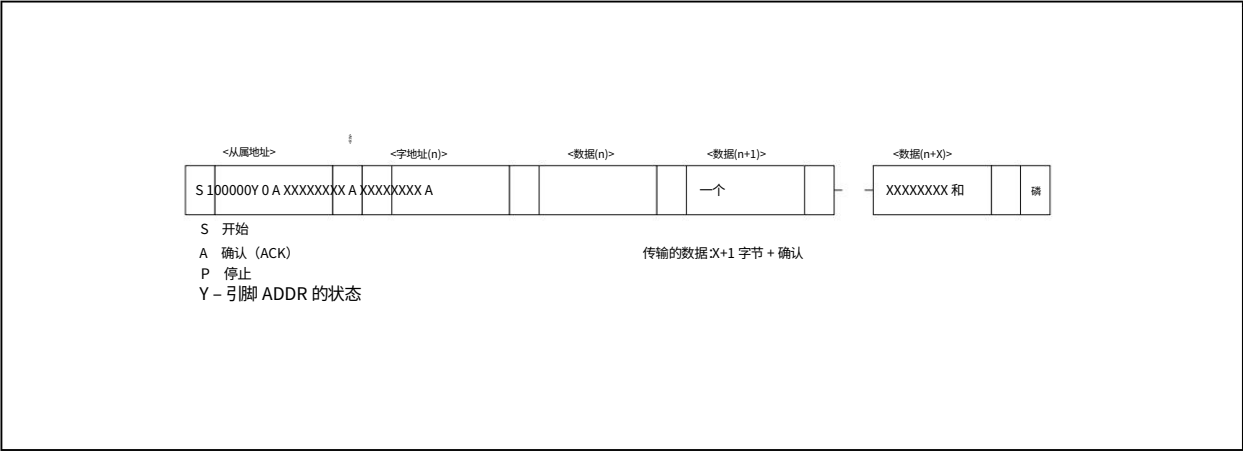 <从属地址>
<字地址(n)>
<数据(n)>
<数据(n+1)>
<数据(n+X)>
S 100000Y 0 A XXXXXXXX A XXXXXXXX A
一个
XXXXXXXX 和
磷
S 开始
A 确认（ACK）
传输的数据:X+1 字节 + 确认
P 停止
Y – 引脚 ADDR 的状态